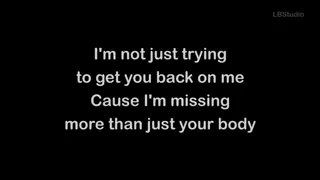 LBStudio
I'm not just trying
to get you back on me
Cause I'm missing
more than just your body